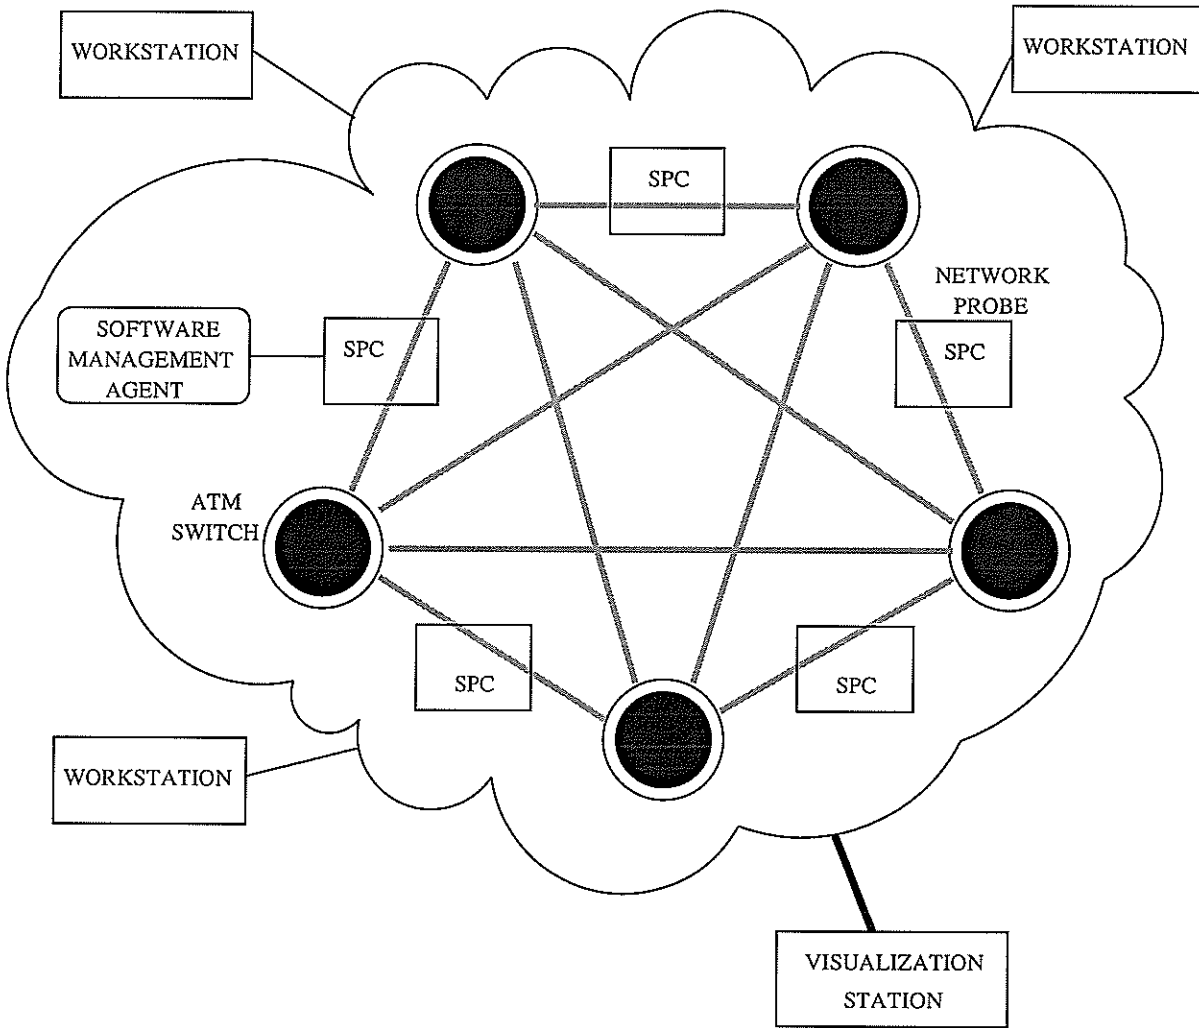 WORKSTATION
WORKSTATION
SPC
NETWORK
PROBE
SOFTWARE
MANAGEMENT
AGENT
SPC
SPC
ATM
SWITCH
SPC
SPC
WORKSTATION
VISUALIZATION
STATION